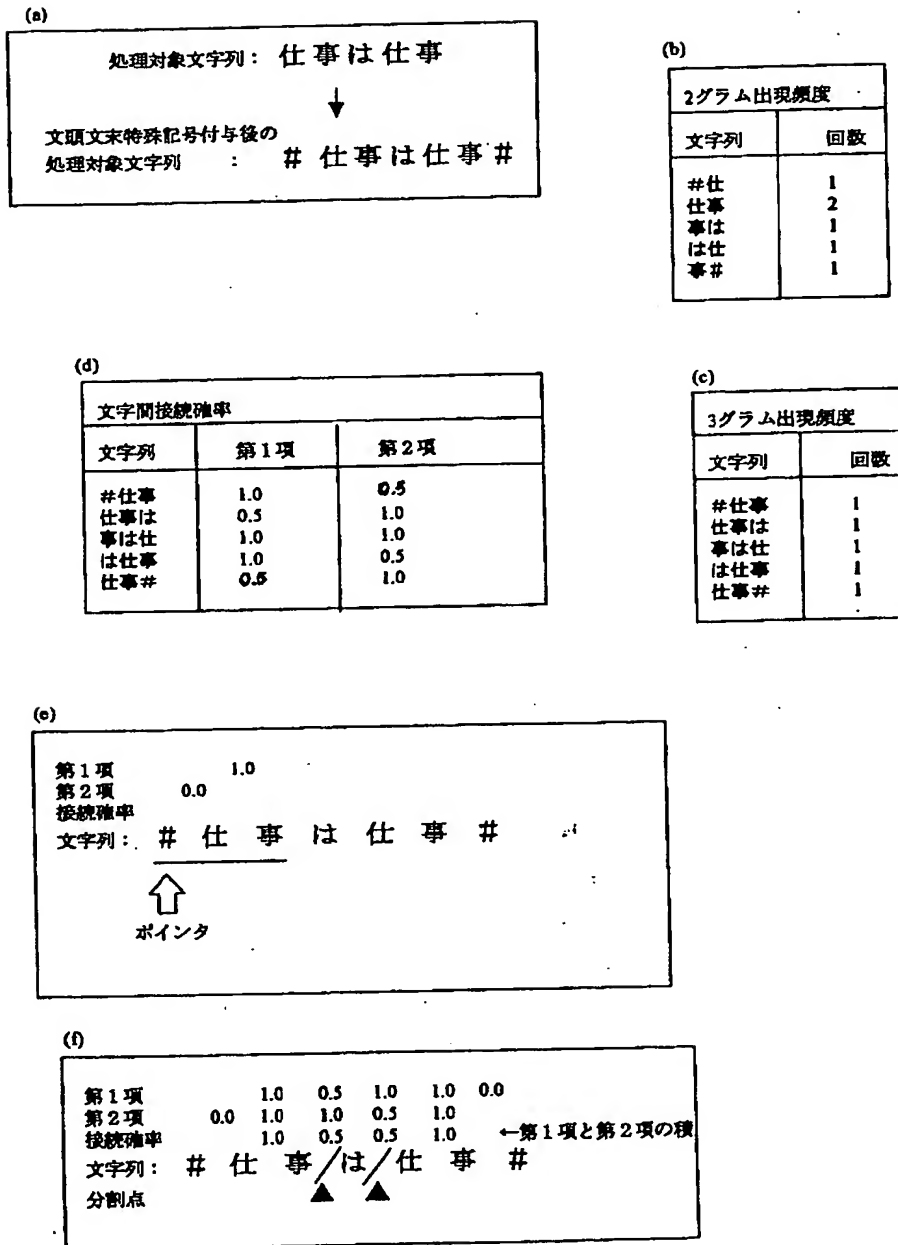 (a)
処理対象文字列： 仕事は仕事
文頭文末特殊記号付与後の
処理対象文字列 ： # 仕事は仕事 #
(b)
2グラム出現頻度
文字列 回数
#仕 1
仕事 2
事は 1
は仕 1
事# 1
(d)
文字間接続確率
文字列 第1項 第2項
#仕事 1.0 0.5
仕事は 0.5 1.0
事は仕 1.0 1.0
は仕事 1.0 0.5
仕事# 0.5 1.0
(c)
3グラム出現頻度
文字列 回数
#仕事 1
仕事は 1
事は仕 1
は仕事 1
仕事# 1
(e)
第1項 1.0
第2項 0.0
接続確率
文字列： # 仕 事 は 仕 事 #
ポインタ
(f)
第1項 1.0 0.5 1.0 1.0 0.0
第2項 0.0 1.0 1.0 0.5 1.0
接続確率 1.0 0.5 0.5 1.0 ←第1項と第2項の積
文字列： # 仕 事/は/仕 事 #
分割点